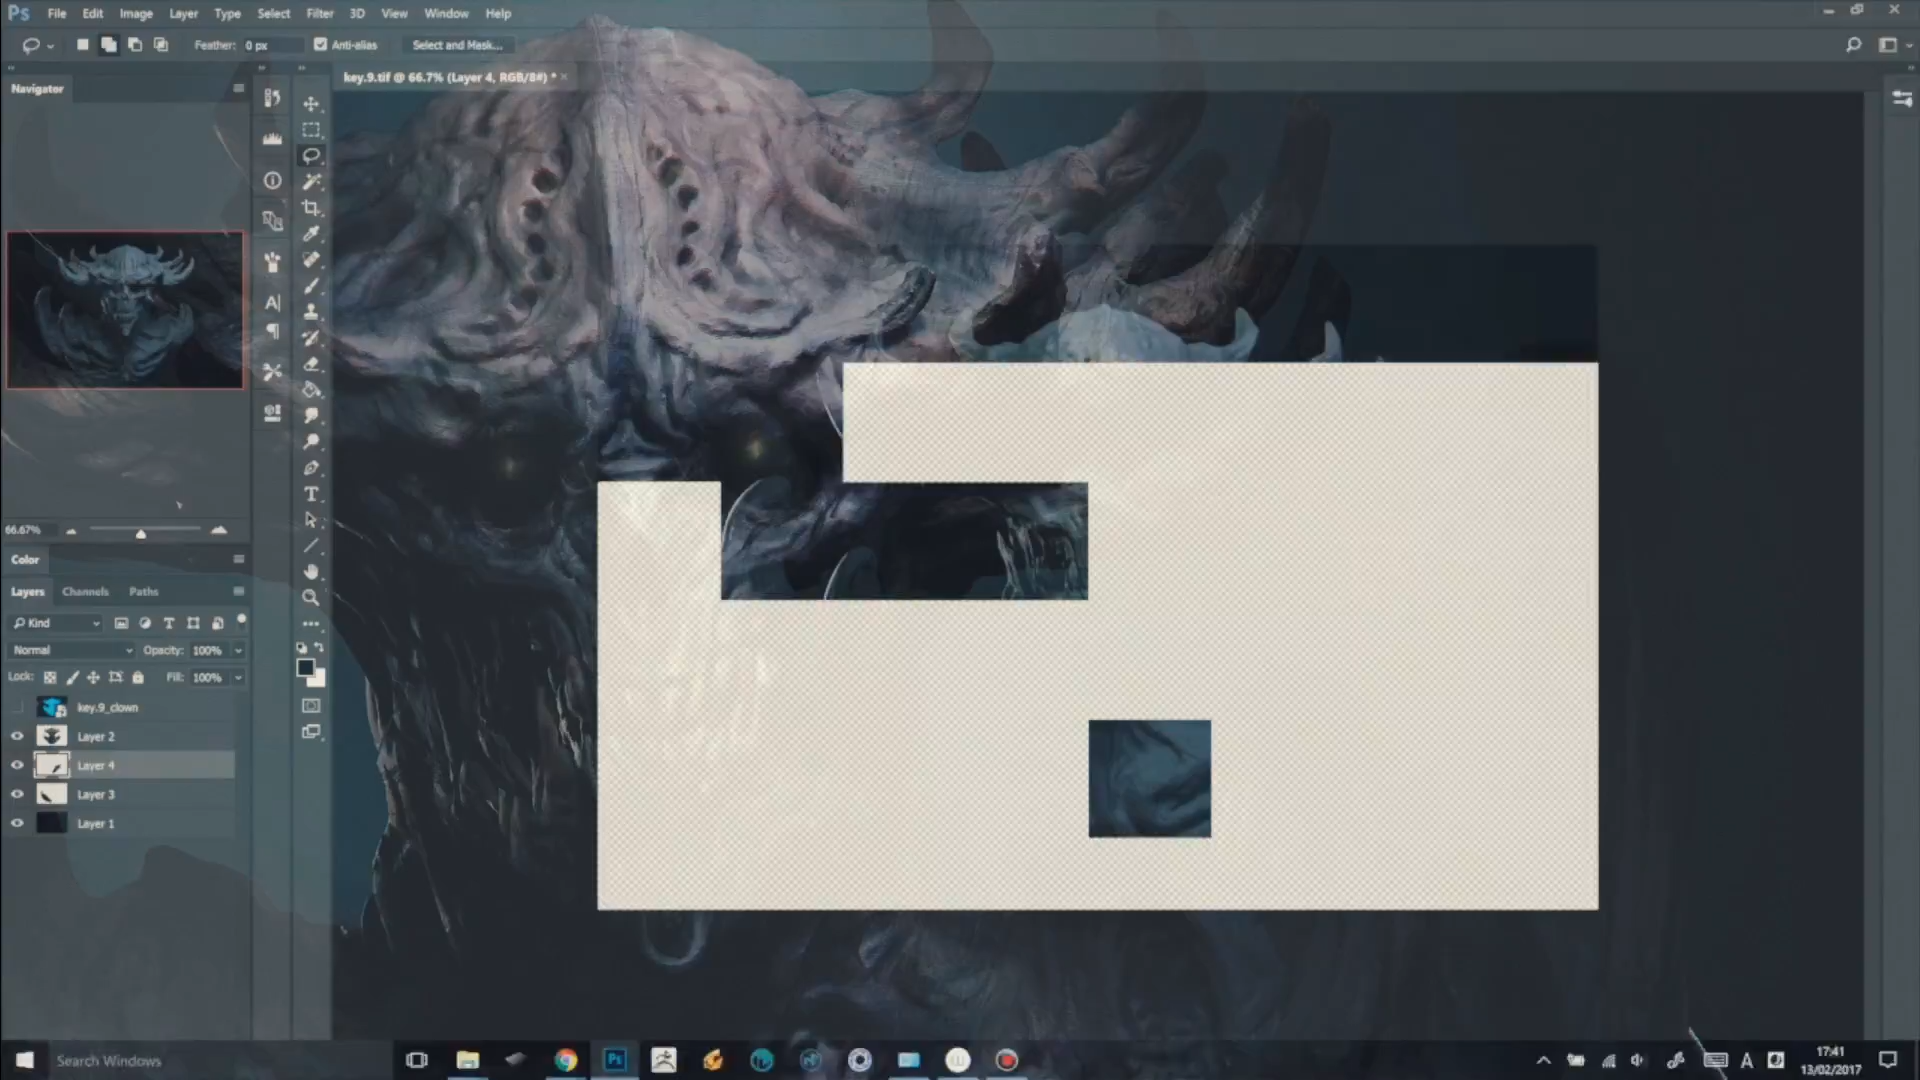 Ps File Edit Image Layer Type Select Filter 3D View Window Help
Feather: 0 px Anti-alias Select and Mask...
key.9.tif @ 66.7% (Layer 4, RGB/8#) * ×
Navigator
66.67%
Color
Layers Channels Paths
Kind
Normal Opacity: 100%
Lock: Fill: 100%
key.9_clown
Layer 2
Layer 4
Layer 3
Layer 1
Search Windows
Ps
A
17:41
13/02/2017